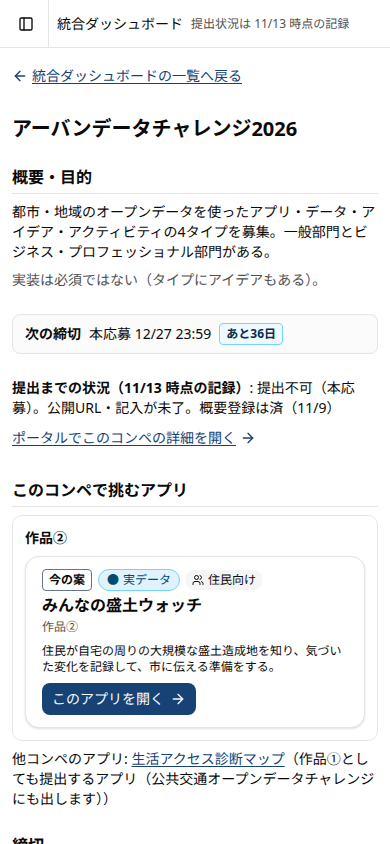 統合ダッシュボード 提出状況は 11/13 時点の記録
← 統合ダッシュボードの一覧へ戻る
アーバンデータチャレンジ2026
概要・目的
都市・地域のオープンデータを使ったアプリ・データ・ア
イデア・アクティビティの4タイプを募集。一般部門とビ
ジネス・プロフェッショナル部門がある。
実装は必須ではない（タイプにアイデアもある）。
次の締切 本応募 12/27 23:59 あと36日
提出までの状況（11/13 時点の記録）: 提出不可（本応
募）。公開URL・記入が未了。概要登録は済（11/9）
ポータルでこのコンペの詳細を開く →
このコンペで挑むアプリ
作品②
今の案 実データ 住民向け
みんなの盛土ウォッチ
作品②
住民が自宅の周りの大規模な盛土造成地を知り、気づい
た変化を記録して、市に伝える準備をする。
このアプリを開く →
他コンペのアプリ: 生活アクセス診断マップ（作品①とし
ても提出するアプリ（公共交通オープンデータチャレンジ
にも出します））
締切